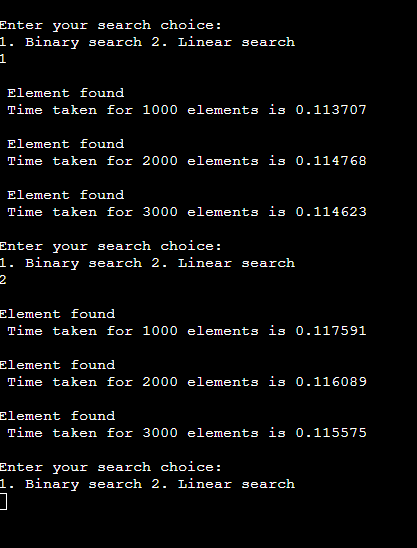 Enter your search choice:
1. Binary search 2. Linear search
1
Element found
Time taken for 1000 elements is 0.113707
Element found
Time taken for 2000 elements is 0.114768
Element found
Time taken for 3000 elements is 0.114623
Enter your search choice:
1. Binary search 2. Linear search
2
Element found
Time taken for 1000 elements is 0.117591
Element found
Time taken for 2000 elements is 0.116089
Element found
Time taken for 3000 elements is 0.115575
Enter your search choice:
1. Binary search 2. Linear search